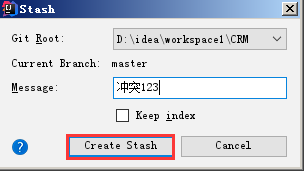 Stash
Git Root: D:\idea\workspace1\CRM
Current Branch: master
Message: 冲突123
Keep index
? Create Stash Cancel